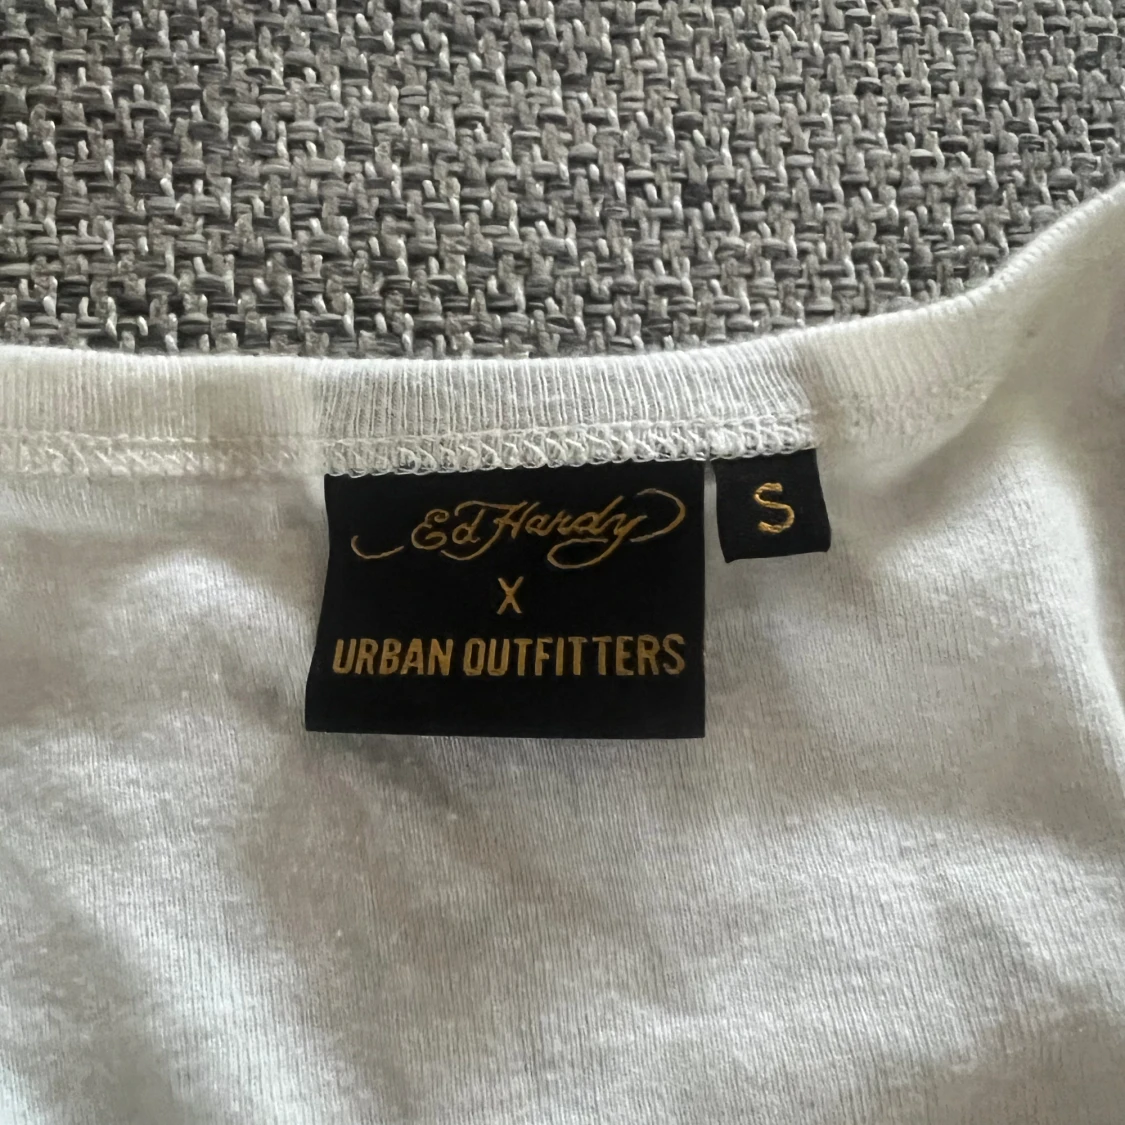 Ed Hardy
X
URBAN OUTFITTERS
S